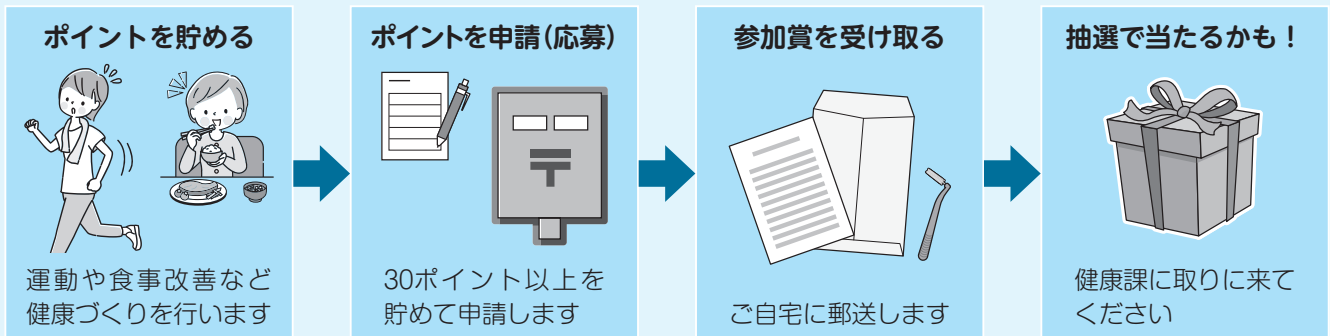 ポイントを貯める
運動や食事改善など
健康づくりを行います
ポイントを申請(応募)
30ポイント以上を
貯めて申請します
参加賞を受け取る
ご自宅に郵送します
抽選で当たるかも！
健康課に取りに来て
ください